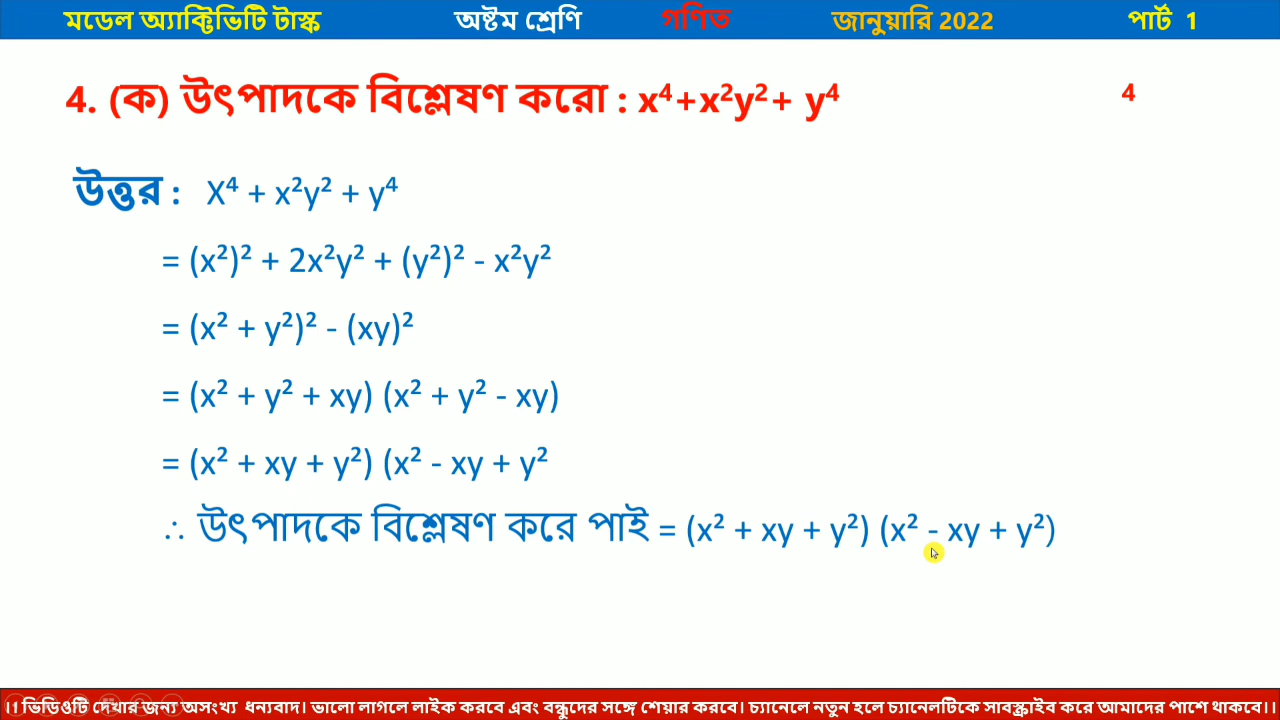 মডেল অ্যাক্টিভিটি টাস্ক অষ্টম শ্রেণি গণিত জানুয়ারি 2022 পার্ট 1
4. (ক) উৎপাদকে বিশ্লেষণ করো : x⁴+x²y²+ y⁴ 4
উত্তর : X⁴ + x²y² + y⁴
= (x²)² + 2x²y² + (y²)² - x²y²
= (x² + y²)² - (xy)²
= (x² + y² + xy) (x² + y² - xy)
= (x² + xy + y²) (x² - xy + y²
∴ উৎপাদকে বিশ্লেষণ করে পাই = (x² + xy + y²) (x² - xy + y²)
।। ভিডিওটি দেখার জন্য অসংখ্য ধন্যবাদ। ভালো লাগলে লাইক করবে এবং বন্ধুদের সঙ্গে শেয়ার করবে। চ্যানেলে নতুন হলে চ্যানেলটিকে সাবস্ক্রাইব করে আমাদের পাশে থাকবে।।